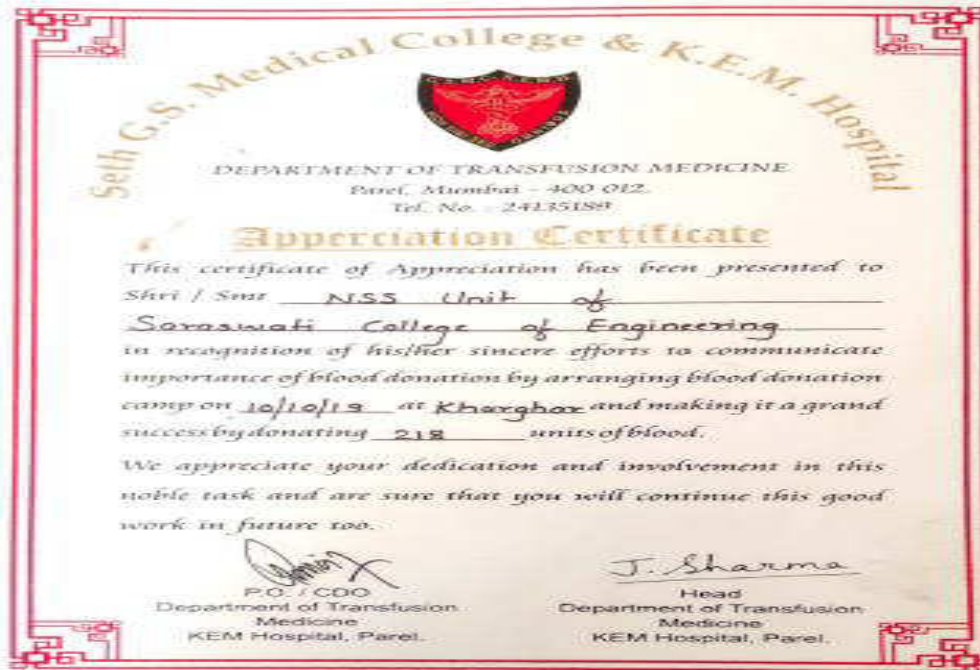 Seth G.S. Medical College & K.E.M. Hospital
DEPARTMENT OF TRANSFUSION MEDICINE
Parel, Mumbai - 400 012.
Tel. No. - 24135189
Apperciation Certificate
This certificate of Appreciation has been presented to
Shri / Smt NSS Unit of
Saraswati College of Engineering
in recognition of his/her sincere efforts to communicate
importance of blood donation by arranging blood donation
camp on 10/10/19 at Kharghar and making it a grand
success by donating 218 units of blood.
We appreciate your dedication and involvement in this
noble task and are sure that you will continue this good
work in future too.
J. Sharma
P.O. / CDO
Department of Transfusion
Medicine
KEM Hospital, Parel.
Head
Department of Transfusion
Medicine
KEM Hospital, Parel.